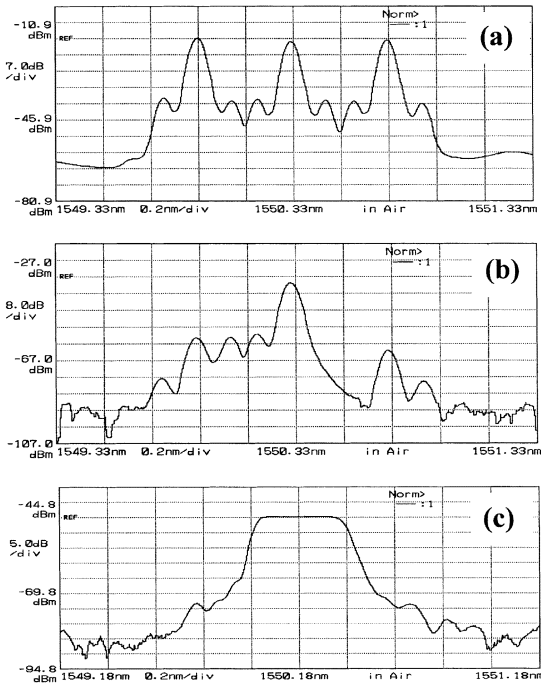 Norm>
-10.9
dBm
REF
: 1
(a)
7.0dB
/div
-45.9
dBm
-80.9
dBm
1549.33nm 0.2nm/div 1550.33nm in Air 1551.33nm
Norm>
-27.0
dBm
REF
: 1
(b)
8.0dB
/div
-67.0
dBm
-107.0
dBm
1549.33nm 0.2nm/div 1550.33nm in Air 1551.33nm
Norm>
-44.8
dBm
REF
: 1
(c)
5.0dB
/div
-69.8
dBm
-94.8
dBm
1549.18nm 0.2nm/div 1550.18nm in Air 1551.18nm